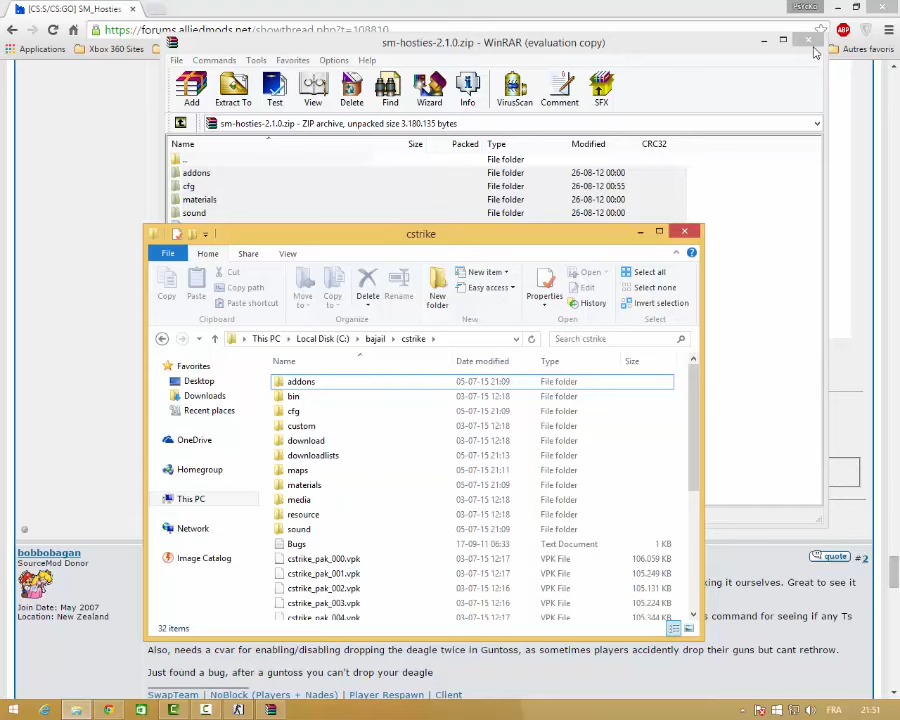 [CS:S/CS:GO] SM_Hosties
Psycko
https://forums.alliedmods.net/showthread.php?t=108810
ABP
Applications
Xbox 360 Sites
Autres favoris
sm-hosties-2.1.0.zip - WinRAR (evaluation copy)
File Commands Tools Favorites Options Help
Add Extract To Test View Delete Find Wizard Info VirusScan Comment SFX
sm-hosties-2.1.0.zip - ZIP archive, unpacked size 3.180.135 bytes
Name Size Packed Type Modified CRC32
.. File folder
addons File folder 26-08-12 00:00
cfg File folder 26-08-12 00:55
materials File folder 26-08-12 00:00
sound File folder 26-08-12 00:00
cstrike
File Home Share View
Copy Paste Cut Copy path Paste shortcut
Move to Copy to Delete Rename New folder
New item Easy access
Properties Open Edit History
Select all Select none Invert selection
Clipboard Organize New Open Select
This PC Local Disk (C:) bajail cstrike Search cstrike
Name Date modified Type Size
Favorites
Desktop
Downloads
Recent places
OneDrive
Homegroup
This PC
Network
Image Catalog
addons 05-07-15 21:09 File folder
bin 03-07-15 12:18 File folder
cfg 05-07-15 21:09 File folder
custom 03-07-15 12:18 File folder
download 03-07-15 12:18 File folder
downloadlists 05-07-15 21:13 File folder
maps 05-07-15 21:11 File folder
materials 05-07-15 21:09 File folder
media 03-07-15 12:18 File folder
resource 03-07-15 12:18 File folder
sound 05-07-15 21:09 File folder
Bugs 17-09-11 06:33 Text Document 1 KB
cstrike_pak_000.vpk 03-07-15 12:17 VPK File 106.059 KB
cstrike_pak_001.vpk 03-07-15 12:17 VPK File 105.249 KB
cstrike_pak_002.vpk 03-07-15 12:16 VPK File 105.131 KB
cstrike_pak_003.vpk 03-07-15 12:16 VPK File 105.224 KB
cstrike_pak_004.vpk 03-07-15 12:16 VPK File 105.344 KB
32 items
bobbobagan
SourceMod Donor
Join Date: May 2007
Location: New Zealand
quote #2
king it ourselves. Great to see it
s command for seeing if any Ts
Also, needs a cvar for enabling/disabling dropping the deagle twice in Guntoss, as sometimes players accidently drop their guns but cant rethrow.
Just found a bug, after a guntoss you can't drop your deagle
SwapTeam | NoBlock (Players + Nades) | Player Respawn | Client
FRA 21:51